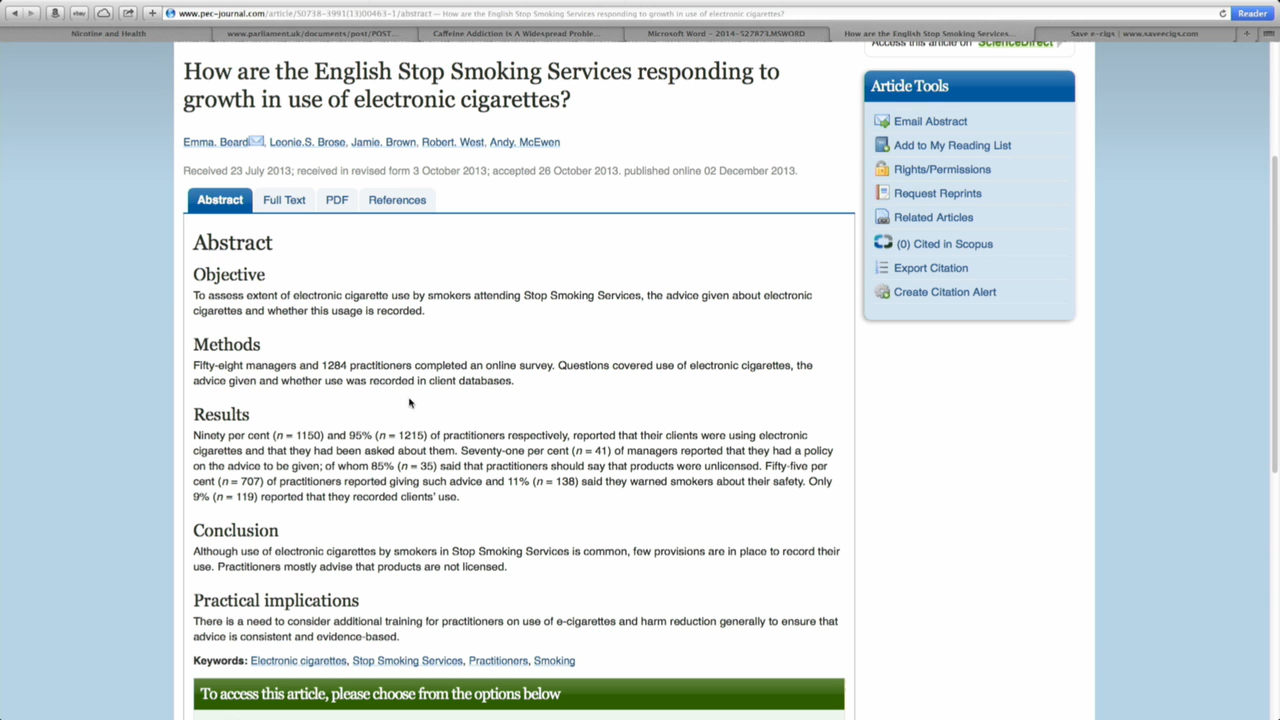 www.pec-journal.com/article/S0738-3991(13)00463-1/abstract — How are the English Stop Smoking Services responding to growth in use of electronic cigarettes?
Reader
ebay
Nicotine and Health
www.parliament.uk/documents/post/POST...
Caffeine Addiction Is A Widespread Proble...
Microsoft Word - 2014-527873.MSWORD
How are the English Stop Smoking Services...
Save e-cigs | www.saveecigs.com
Access this article on ScienceDirect
How are the English Stop Smoking Services responding to
growth in use of electronic cigarettes?
Emma. Beard, Leonie.S. Brose, Jamie. Brown, Robert. West, Andy. McEwen
Received 23 July 2013; received in revised form 3 October 2013; accepted 26 October 2013. published online 02 December 2013.
Abstract
Full Text
PDF
References
Abstract
Objective
To assess extent of electronic cigarette use by smokers attending Stop Smoking Services, the advice given about electronic
cigarettes and whether this usage is recorded.
Methods
Fifty-eight managers and 1284 practitioners completed an online survey. Questions covered use of electronic cigarettes, the
advice given and whether use was recorded in client databases.
Results
Ninety per cent (n = 1150) and 95% (n = 1215) of practitioners respectively, reported that their clients were using electronic
cigarettes and that they had been asked about them. Seventy-one per cent (n = 41) of managers reported that they had a policy
on the advice to be given; of whom 85% (n = 35) said that practitioners should say that products were unlicensed. Fifty-five per
cent (n = 707) of practitioners reported giving such advice and 11% (n = 138) said they warned smokers about their safety. Only
9% (n = 119) reported that they recorded clients' use.
Conclusion
Although use of electronic cigarettes by smokers in Stop Smoking Services is common, few provisions are in place to record their
use. Practitioners mostly advise that products are not licensed.
Practical implications
There is a need to consider additional training for practitioners on use of e-cigarettes and harm reduction generally to ensure that
advice is consistent and evidence-based.
Keywords: Electronic cigarettes, Stop Smoking Services, Practitioners, Smoking
To access this article, please choose from the options below
Article Tools
Email Abstract
Add to My Reading List
Rights/Permissions
Request Reprints
Related Articles
(0) Cited in Scopus
Export Citation
Create Citation Alert